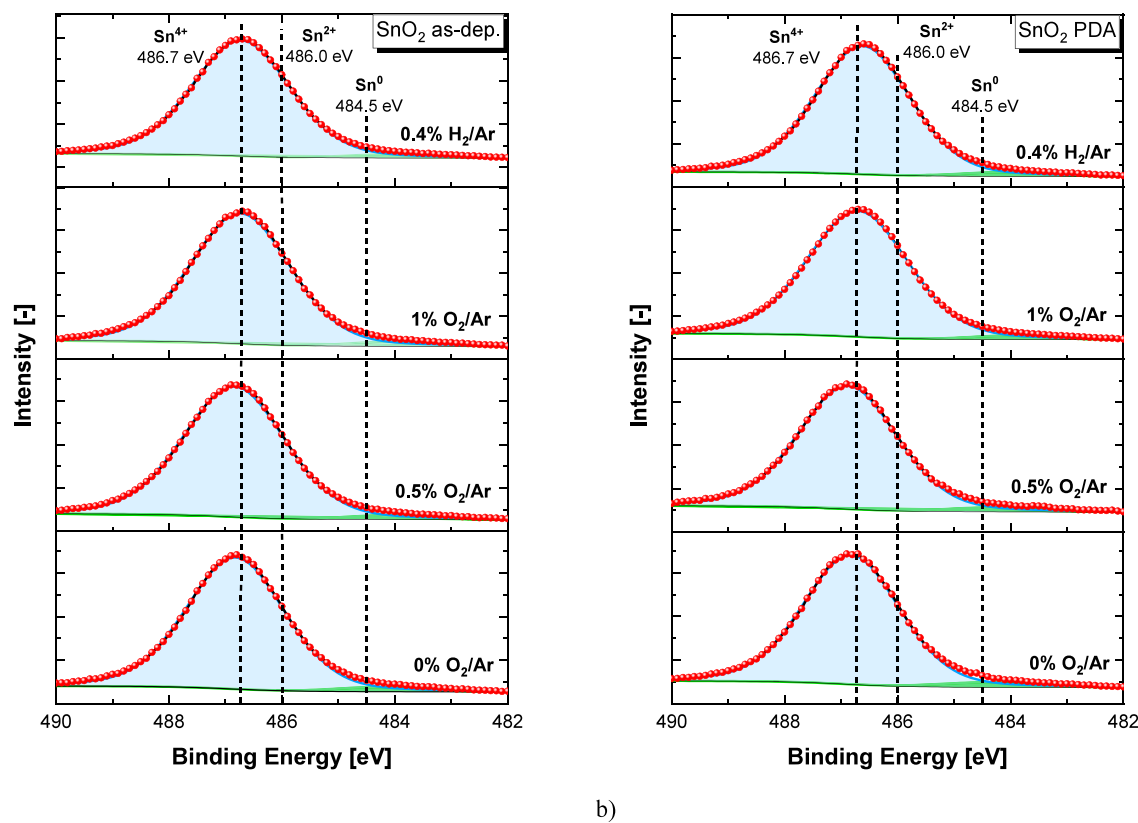 SnO₂ as-dep.
Sn⁴⁺
486.7 eV
Sn²⁺
486.0 eV
Sn⁰
484.5 eV
0.4% H₂/Ar
1% O₂/Ar
0.5% O₂/Ar
0% O₂/Ar
Intensity [-]
490 488 486 484 482
Binding Energy [eV]
SnO₂ PDA
Sn⁴⁺
486.7 eV
Sn²⁺
486.0 eV
Sn⁰
484.5 eV
0.4% H₂/Ar
1% O₂/Ar
0.5% O₂/Ar
0% O₂/Ar
Intensity [-]
490 488 486 484 482
Binding Energy [eV]
b)